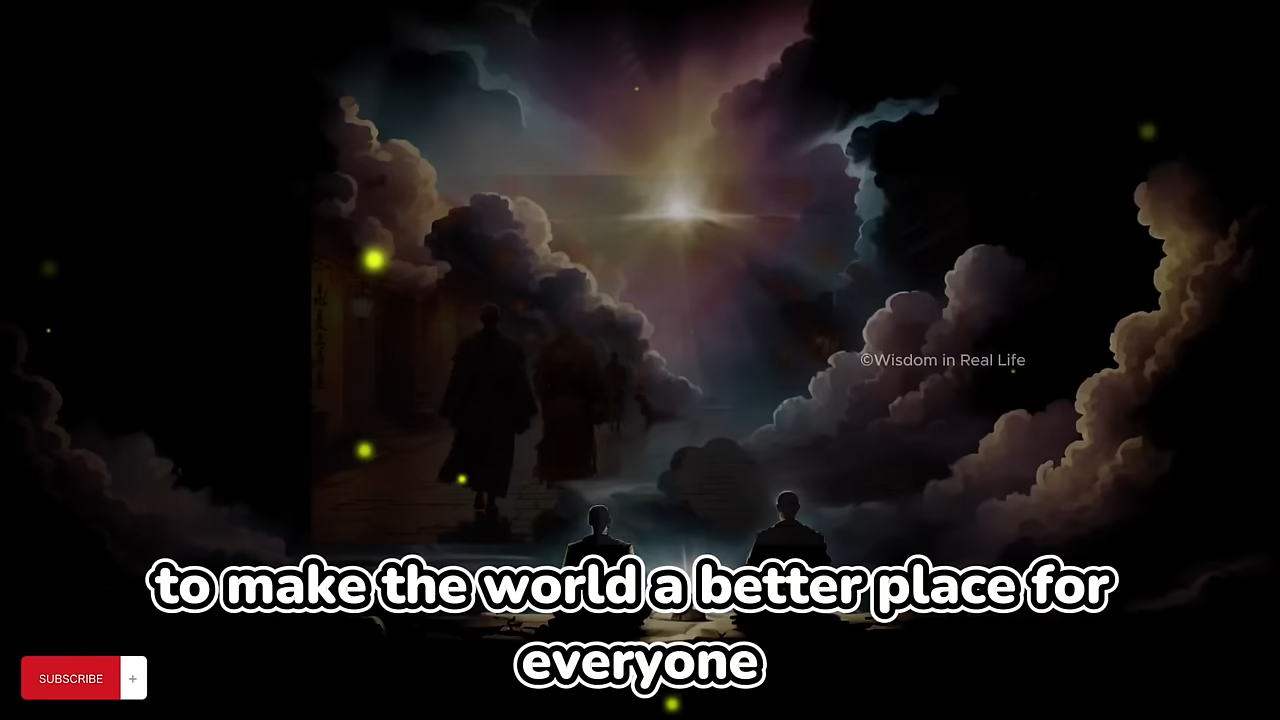 ©Wisdom in Real Life
to make the world a better place for
everyone
SUBSCRIBE +